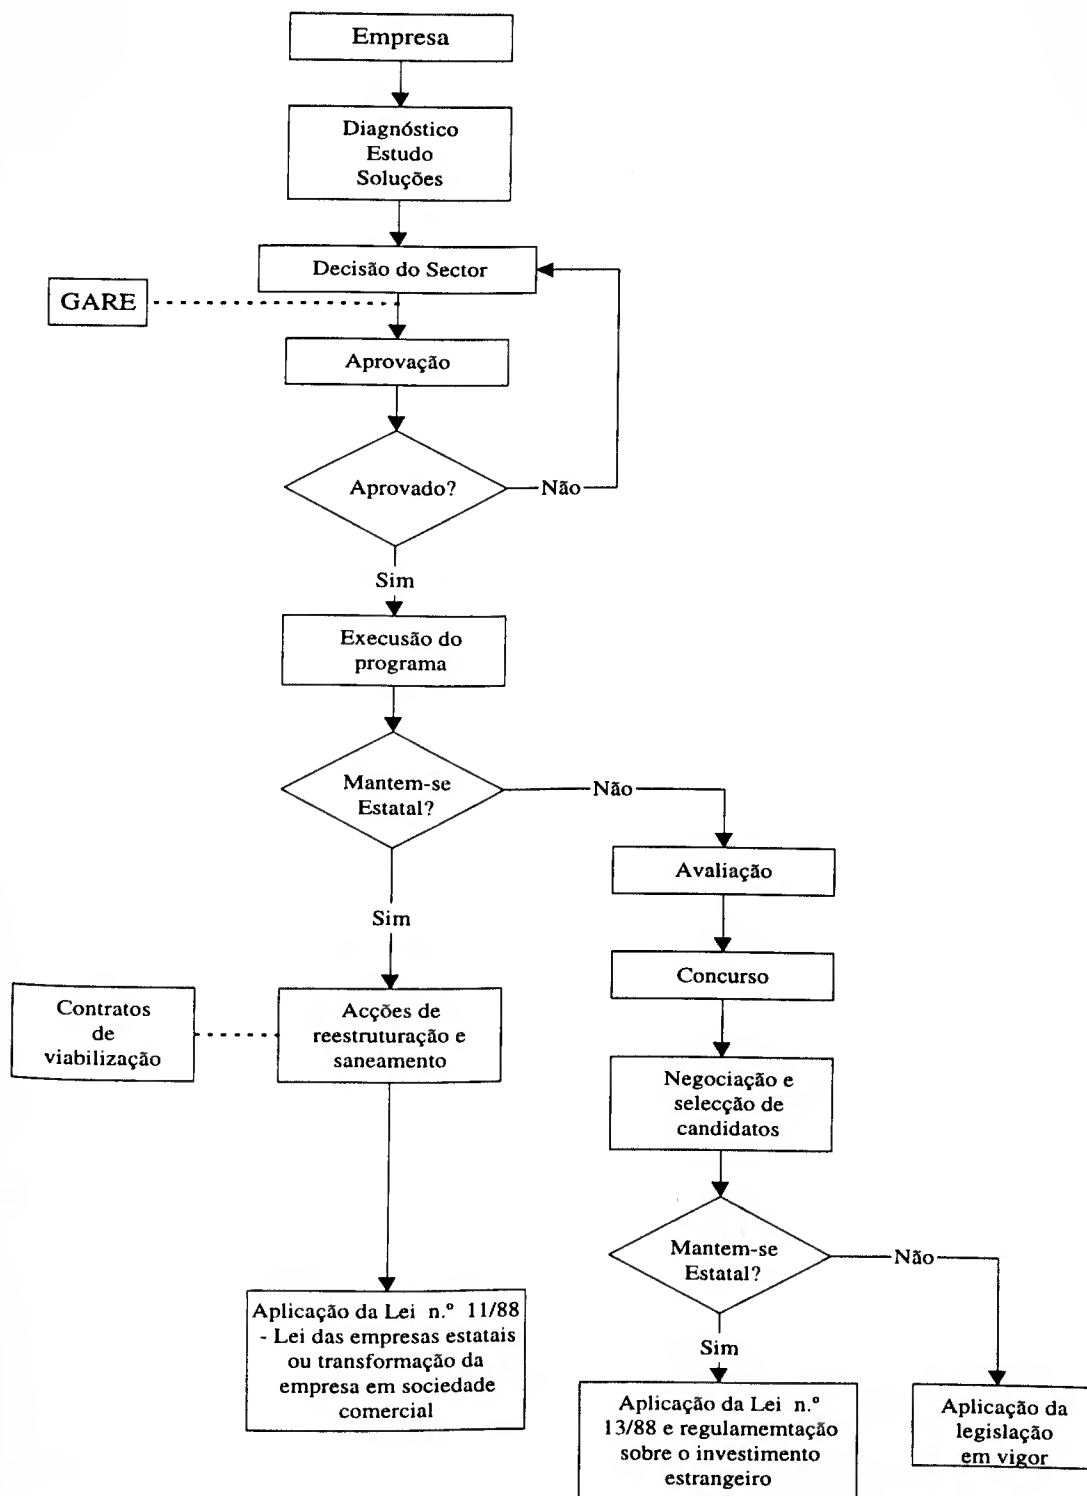 Empresa
Diagnóstico
Estudo
Soluções
Decisão do Sector
GARE
Aprovação
Aprovado?
Não
Sim
Execusão do
programa
Mantem-se
Estatal?
Não
Avaliação
Sim
Concurso
Contratos
de
viabilização
Acções de
reestruturação e
saneamento
Negociação e
selecção de
candidatos
Mantem-se
Estatal?
Não
Aplicação da Lei n.º 11/88
- Lei das empresas estatais
ou transformação da
empresa em sociedade
comercial
Sim
Aplicação da Lei n.º
13/88 e regulamemtação
sobre o investimento
estrangeiro
Aplicação da
legislação
em vigor